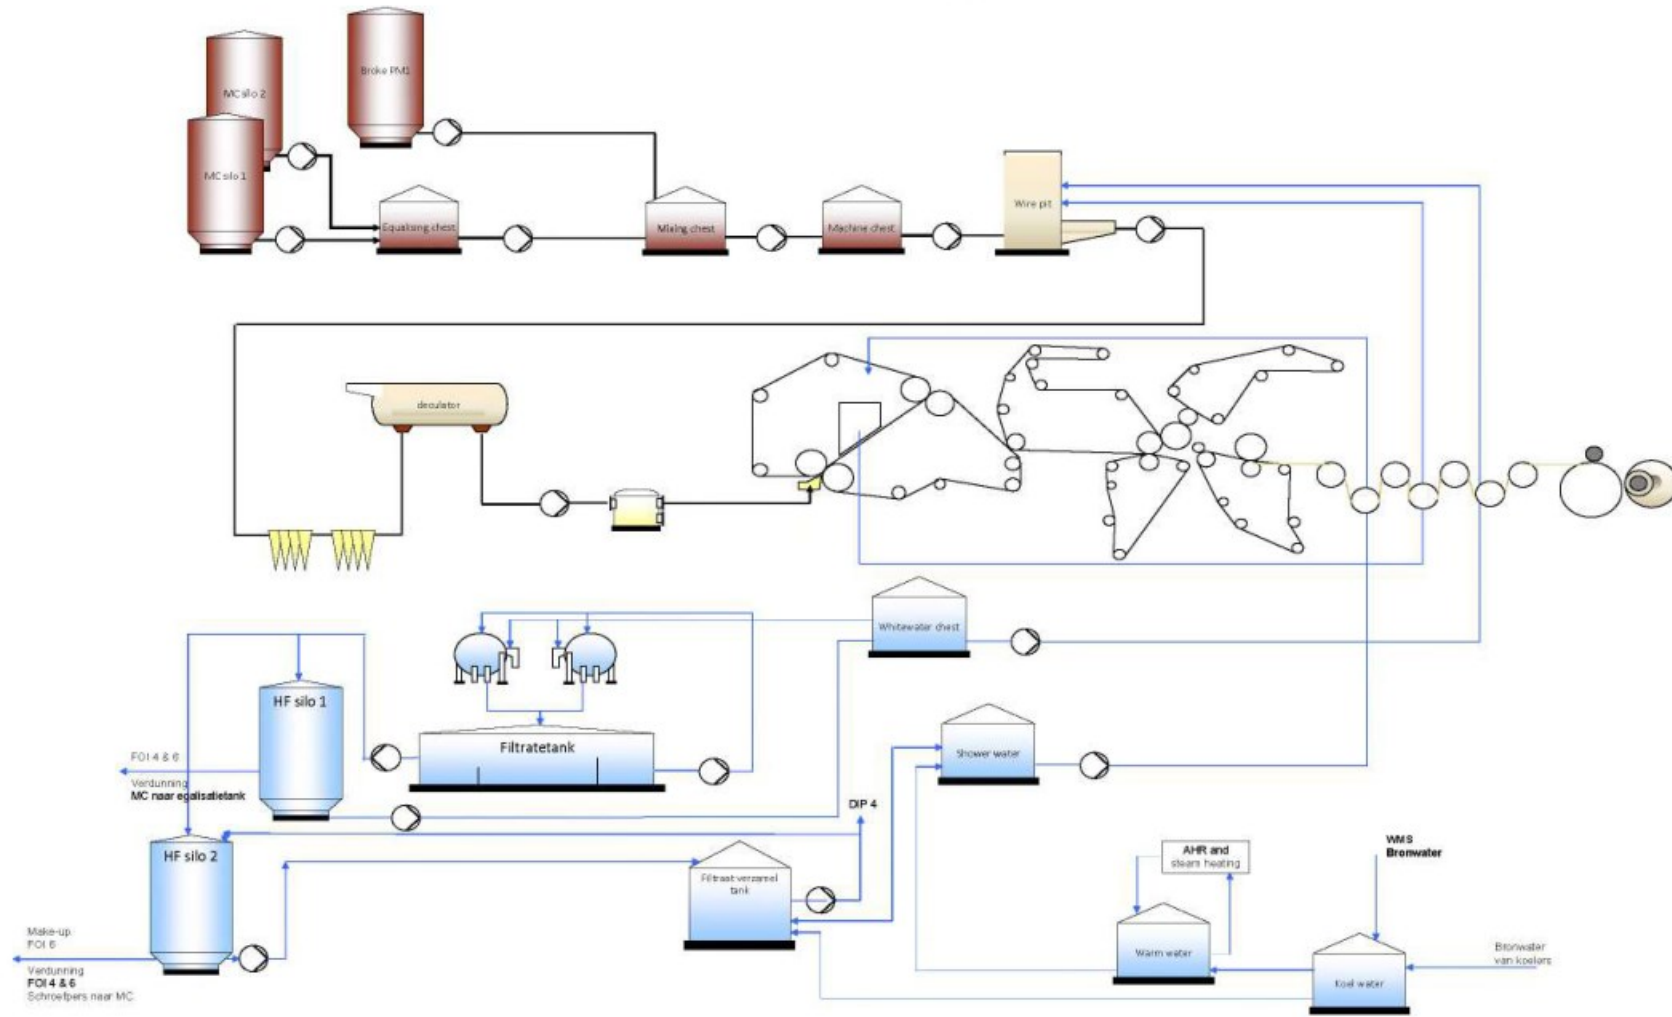 Broke PM1
MC silo 2
MC silo 1
Equalising chest
Mixing chest
Machine chest
Wire pit
deculator
Whitewater chest
HF silo 1
Filtratetank
Shower water
FOI 4 & 6
Verdunning
MC naar egalisatietank
DIP 4
HF silo 2
Filtraat verzamel
tank
AHR and
steam heating
WMS
Bronwater
Make-up
FOI 6
Verdunning
FOI 4 & 6
Schroefpers naar MC
Warm water
Koel water
Bronwater
van koelers